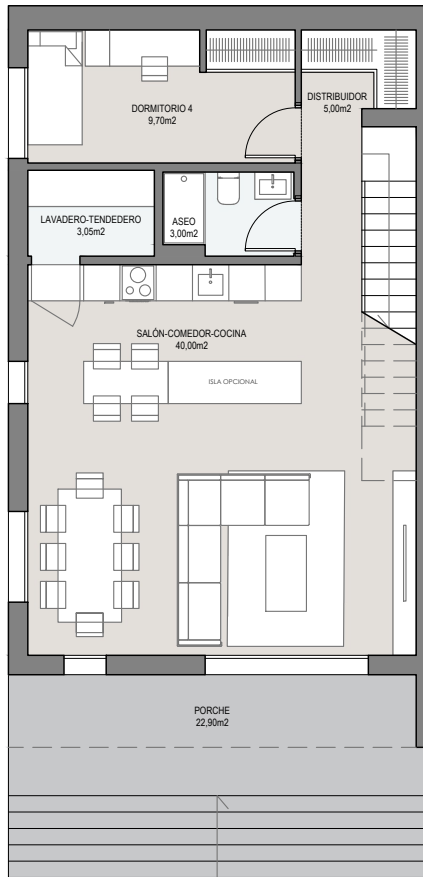 DORMITORIO 4
9,70m2
DISTRIBUIDOR
5,00m2
LAVADERO-TENDEDERO
3,05m2
ASEO
3,00m2
SALÓN-COMEDOR-COCINA
40,00m2
ISLA OPCIONAL
PORCHE
22,90m2